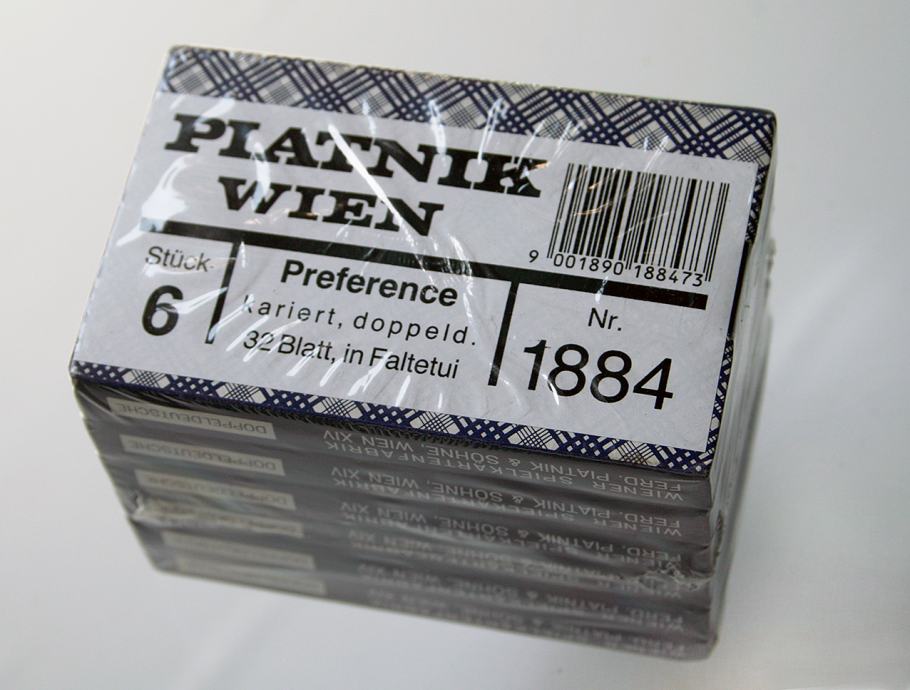 PIATNIK
WIEN
9 001890 188473
Stück
6
Preference
kariert, doppeld.
32 Blatt, in Faltetui
Nr.
1884
DOPPELDEUTSCHE
WIENER SPIELKARTENFABRIK
FERD. PIATNIK & SÖHNE, WIEN XIV
DOPPELDEUTSCHE
WIENER SPIELKARTENFABRIK
FERD. PIATNIK & SÖHNE, WIEN XIV
DOPPELDEUTSCHE